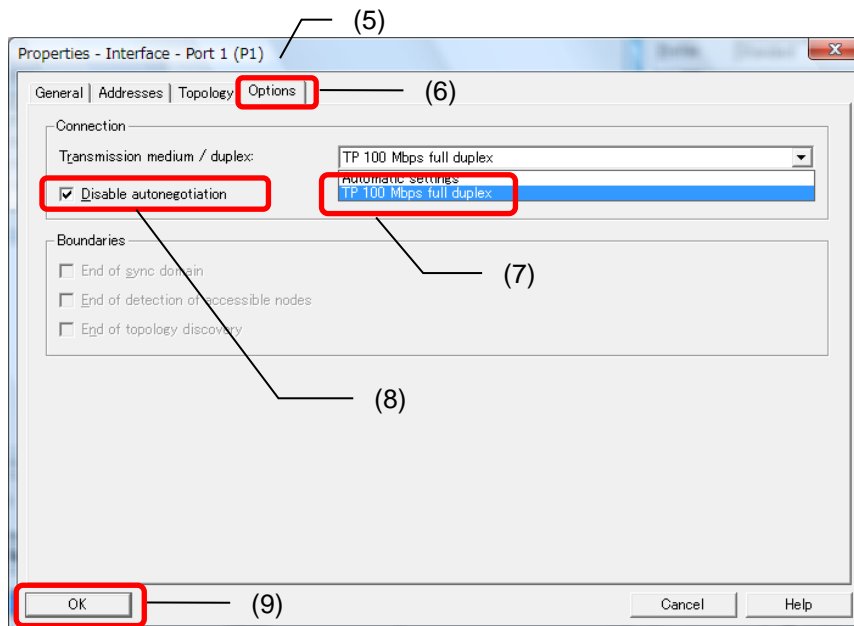 (5)
Properties - Interface - Port 1 (P1)
General | Addresses | Topology Options
(6)
Connection
Transmission medium / duplex:
TP 100 Mbps full duplex
Automatic settings
Disable autonegotiation
TP 100 Mbps full duplex
(7)
Boundaries
End of sync domain
End of detection of accessible nodes
End of topology discovery
(8)
OK
(9)
Cancel
Help